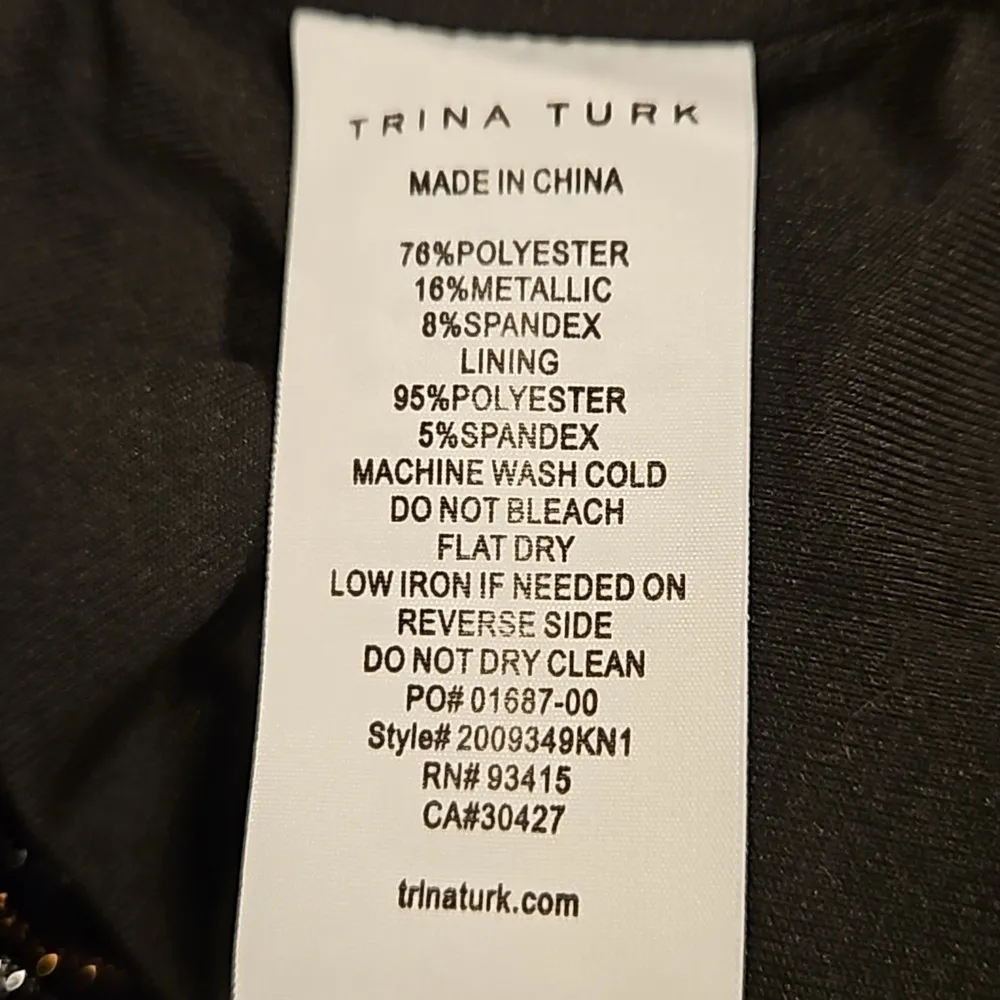 TRINA TURK
MADE IN CHINA
76%POLYESTER
16%METALLIC
8%SPANDEX
LINING
95%POLYESTER
5%SPANDEX
MACHINE WASH COLD
DO NOT BLEACH
FLAT DRY
LOW IRON IF NEEDED ON
REVERSE SIDE
DO NOT DRY CLEAN
PO# 01687-00
Style# 2009349KN1
RN# 93415
CA#30427
trinaturk.com